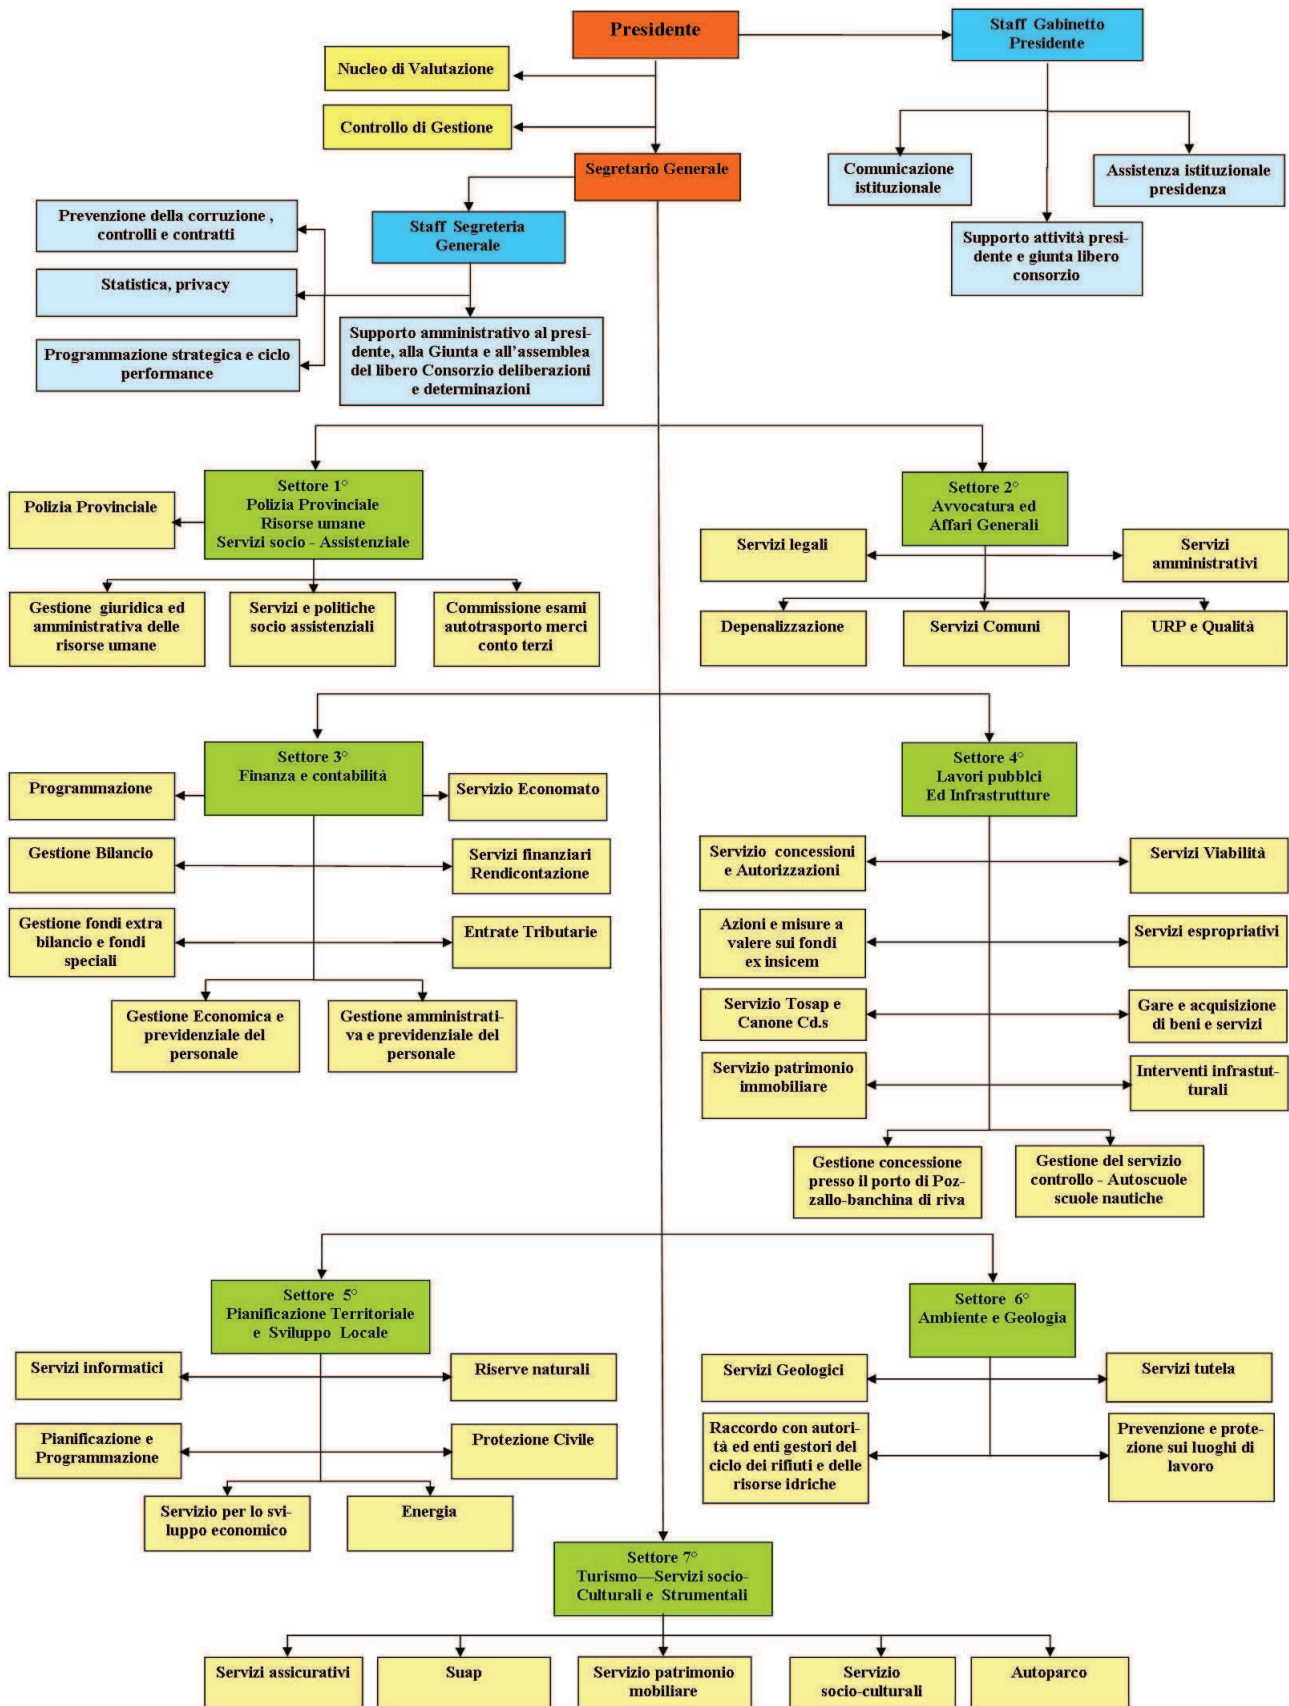 Presidente
Staff Gabinetto
Presidente
Nucleo di Valutazione
Controllo di Gestione
Segretario Generale
Comunicazione
istituzionale
Assistenza istituzionale
presidenza
Supporto attività presi-
dente e giunta libero
consorzio
Staff Segreteria
Generale
Prevenzione della corruzione ,
controlli e contratti
Statistica, privacy
Programmazione strategica e ciclo
performance
Supporto amministrativo al presi-
dente, alla Giunta e all’assemblea
del libero Consorzio deliberazioni
e determinazioni
Settore 1°
Polizia Provinciale
Risorse umane
Servizi socio - Assistenziale
Polizia Provinciale
Gestione giuridica ed
amministrativa delle
risorse umane
Servizi e politiche
socio assistenziali
Commissione esami
autotrasporto merci
conto terzi
Settore 2°
Avvocatura ed
Affari Generali
Servizi legali
Servizi
amministrativi
Depenalizzazione
Servizi Comuni
URP e Qualità
Settore 3°
Finanza e contabilità
Programmazione
Servizio Economato
Gestione Bilancio
Servizi finanziari
Rendicontazione
Gestione fondi extra
bilancio e fondi
speciali
Entrate Tributarie
Gestione Economica e
previdenziale del
personale
Gestione amministrati-
va e previdenziale del
personale
Settore 4°
Lavori pubblci
Ed Infrastrutture
Servizio concessioni
e Autorizzazioni
Servizi Viabilità
Azioni e misure a
valere sui fondi
ex insicem
Servizi espropriativi
Servizio Tosap e
Canone Cd.s
Gare e acquisizione
di beni e servizi
Servizio patrimonio
immobiliare
Interventi infrastut-
turali
Gestione concessione
presso il porto di Poz-
zallo-banchina di riva
Gestione del servizio
controllo - Autoscuole
scuole nautiche
Settore 5°
Pianificazione Territoriale
e Sviluppo Locale
Servizi informatici
Riserve naturali
Pianificazione e
Programmazione
Protezione Civile
Servizio per lo svi-
luppo economico
Energia
Settore 6°
Ambiente e Geologia
Servizi Geologici
Servizi tutela
Raccordo con autori-
tà ed enti gestori del
ciclo dei rifiuti e delle
risorse idriche
Prevenzione e prote-
zione sui luoghi di
lavoro
Settore 7°
Turismo—Servizi socio-
Culturali e Strumentali
Servizi assicurativi
Suap
Servizio patrimonio
mobiliare
Servizio
socio-culturali
Autoparco